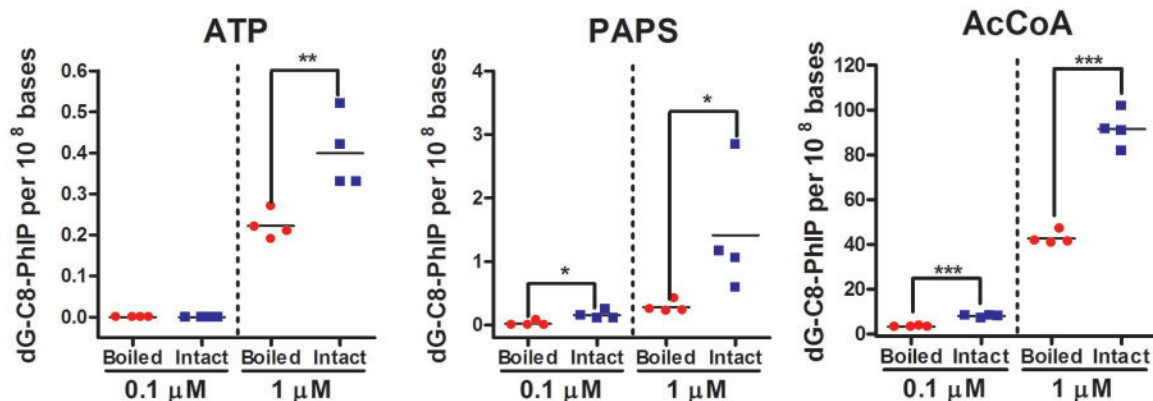 ATP
dG-C8-PhIP per 10⁸ bases
0.6
0.5
0.4
0.3
0.2
0.1
0.0
**
Boiled Intact Boiled Intact
0.1 µM 1 µM
PAPS
dG-C8-PhIP per 10⁸ bases
4
3
2
1
0
*
*
Boiled Intact Boiled Intact
0.1 µM 1 µM
AcCoA
dG-C8-PhIP per 10⁸ bases
120
100
80
60
40
20
10
0
***
***
Boiled Intact Boiled Intact
0.1 µM 1 µM